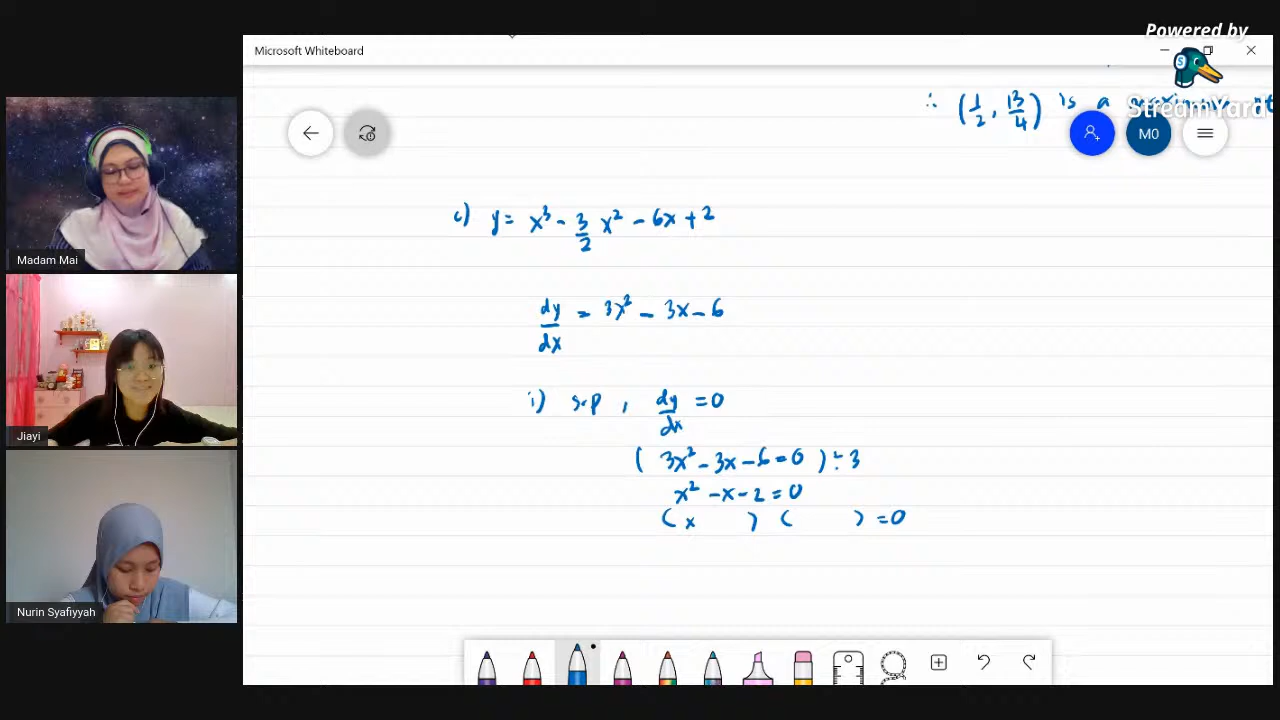 Powered by
StreamYard
Microsoft Whiteboard
∴ (1/2, 13/4) is a
M0
c) y = x³ - 3/2 x² - 6x + 2
dy/dx = 3x² - 3x - 6
i) s.p , dy/dx = 0
( 3x² - 3x - 6 = 0 ) ÷ 3
x² - x - 2 = 0
( x ) ( ) = 0
Madam Mai
Jiayi
Nurin Syafiyyah